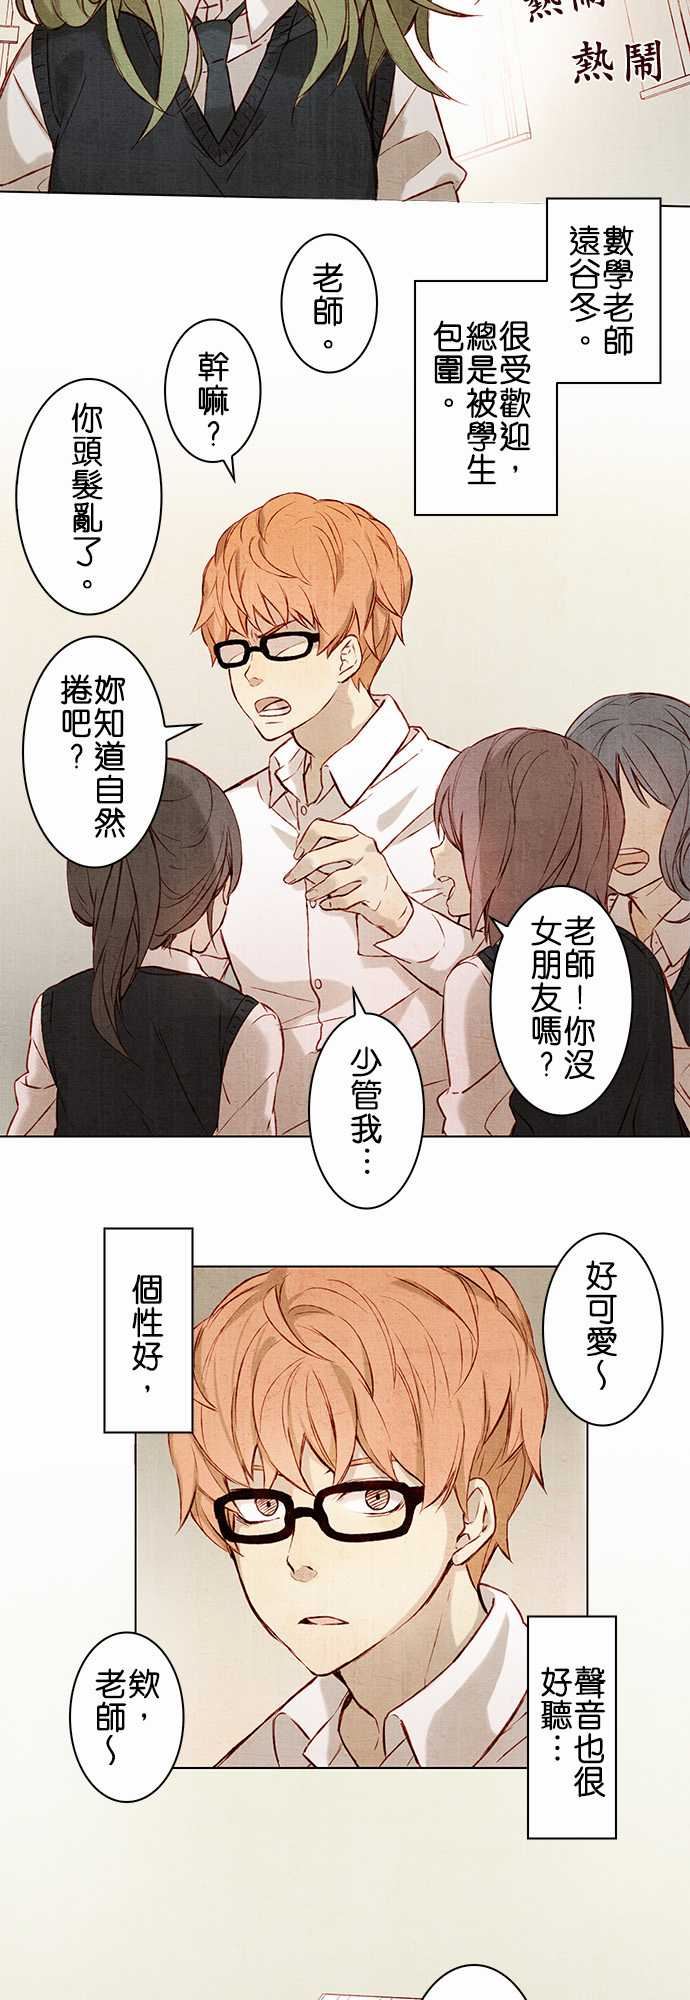 熱鬧
熱鬧
數學老師
遠谷冬。
很受歡迎，
總是被學生
包圍。
老師。
幹嘛？
你頭髮亂了。
妳知道自然
捲吧？
老師！你沒
女朋友嗎？
少管我…
好可愛～
個性好，
聲音也很
好聽…
欸，
老師～